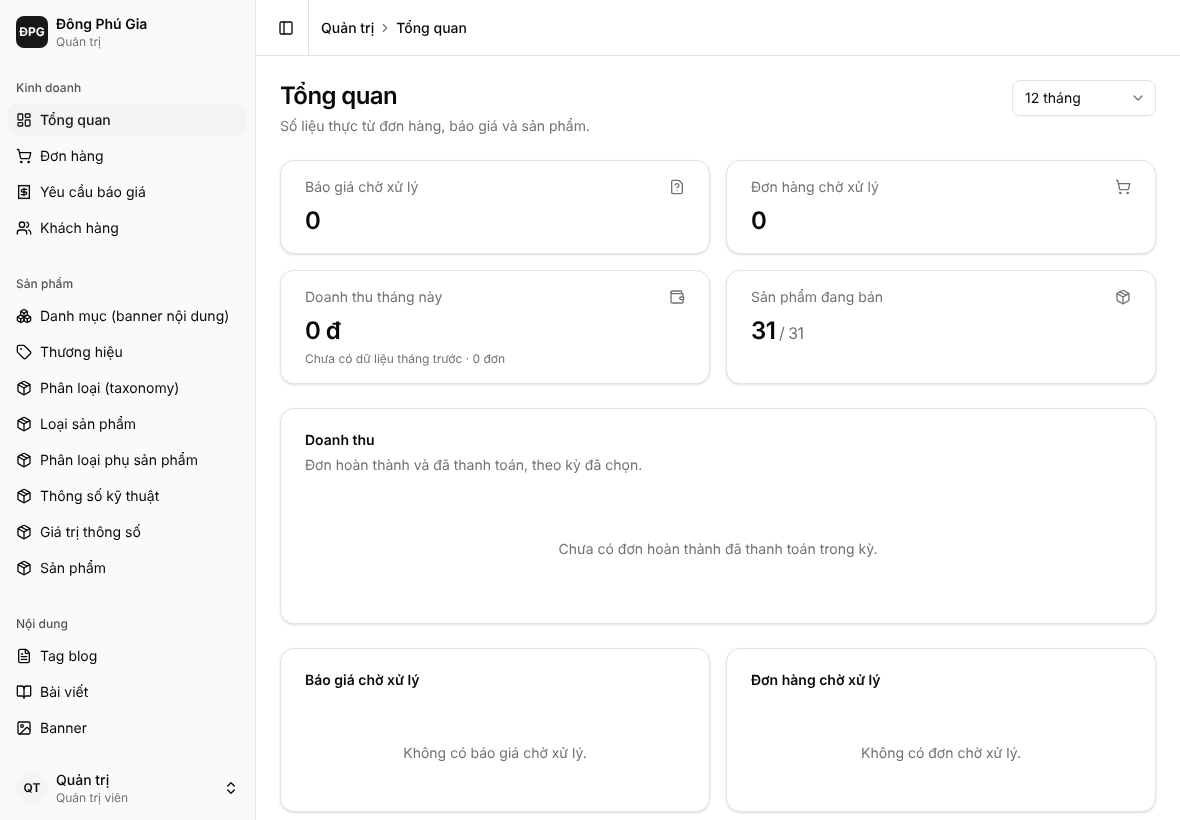 ĐPG
Đông Phú Gia
Quản trị
Kinh doanh
Tổng quan
Đơn hàng
Yêu cầu báo giá
Khách hàng
Sản phẩm
Danh mục (banner nội dung)
Thương hiệu
Phân loại (taxonomy)
Loại sản phẩm
Phân loại phụ sản phẩm
Thông số kỹ thuật
Giá trị thông số
Sản phẩm
Nội dung
Tag blog
Bài viết
Banner
QT
Quản trị
Quản trị viên
Quản trị > Tổng quan
Tổng quan
Số liệu thực từ đơn hàng, báo giá và sản phẩm.
12 tháng
Báo giá chờ xử lý
0
Đơn hàng chờ xử lý
0
Doanh thu tháng này
0 đ
Chưa có dữ liệu tháng trước · 0 đơn
Sản phẩm đang bán
31 / 31
Doanh thu
Đơn hoàn thành và đã thanh toán, theo kỳ đã chọn.
Chưa có đơn hoàn thành đã thanh toán trong kỳ.
Báo giá chờ xử lý
Không có báo giá chờ xử lý.
Đơn hàng chờ xử lý
Không có đơn chờ xử lý.